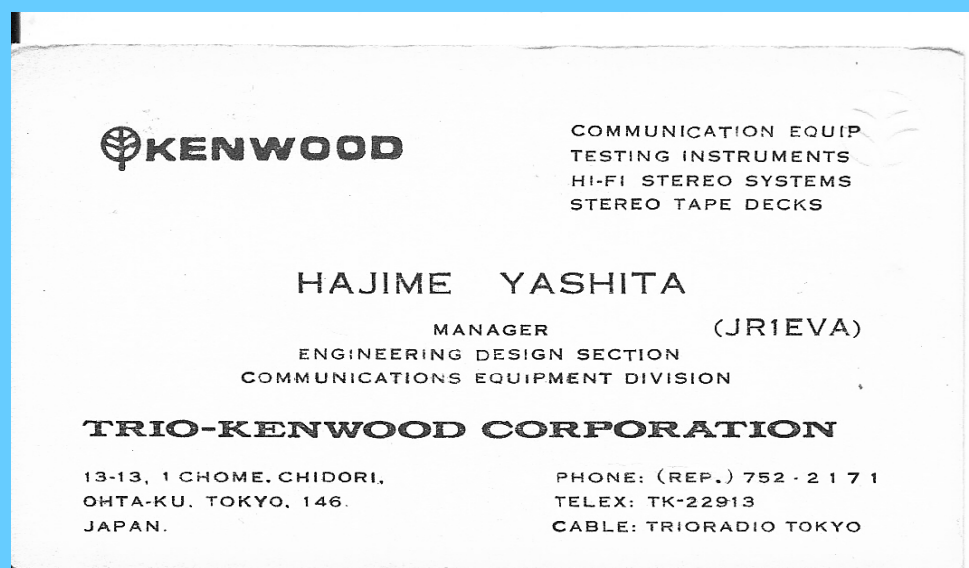 KENWOOD
COMMUNICATION EQUIP
TESTING INSTRUMENTS
HI-FI STEREO SYSTEMS
STEREO TAPE DECKS
HAJIME YASHITA
MANAGER (JR1EVA)
ENGINEERING DESIGN SECTION
COMMUNICATIONS EQUIPMENT DIVISION
TRIO-KENWOOD CORPORATION
13-13, 1 CHOME, CHIDORI,
OHTA-KU, TOKYO, 146.
JAPAN.
PHONE: (REP.) 752-2171
TELEX: TK-22913
CABLE: TRIORADIO TOKYO